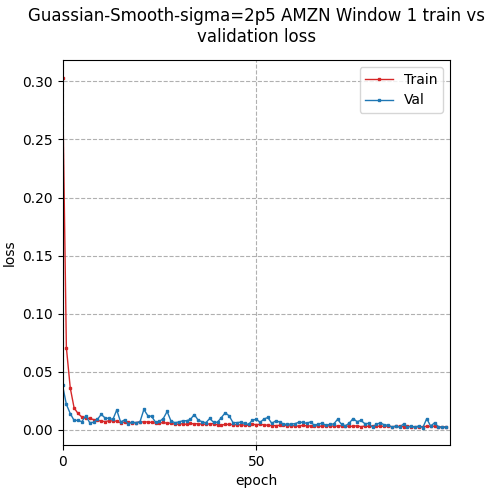 Guassian-Smooth-sigma=2p5 AMZN Window 1 train vs
validation loss
Train
Val
0.30
0.25
0.20
0.15
0.10
0.05
0.00
loss
0
50
epoch